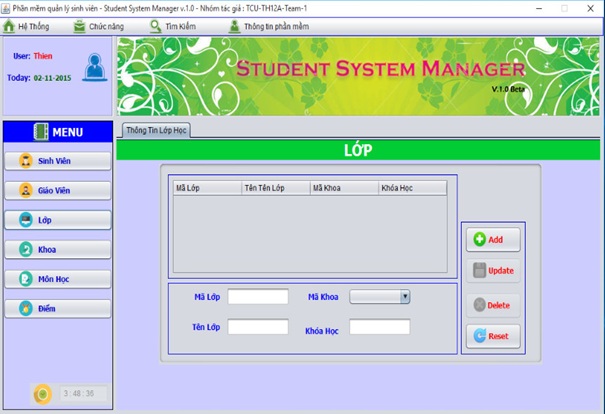 Phần mềm quản lý sinh viên - Student System Manager v.1.0 - Nhóm tác giả : TCU-TH12A-Team-1
Hệ Thống Chức năng Tìm Kiếm Thông tin phần mềm
User: Thien
Today: 02-11-2015
STUDENT SYSTEM MANAGER
V.1.0 Beta
MENU
Sinh Viên
Giáo Viên
Lớp
Khoa
Môn Học
Điểm
3 : 48 : 36
Thông Tin Lớp Học
LỚP
Mã Lớp Tên Tên Lớp Mã Khoa Khóa Học
Mã Lớp Mã Khoa
Tên Lớp Khóa Học
Add
Update
Delete
Reset